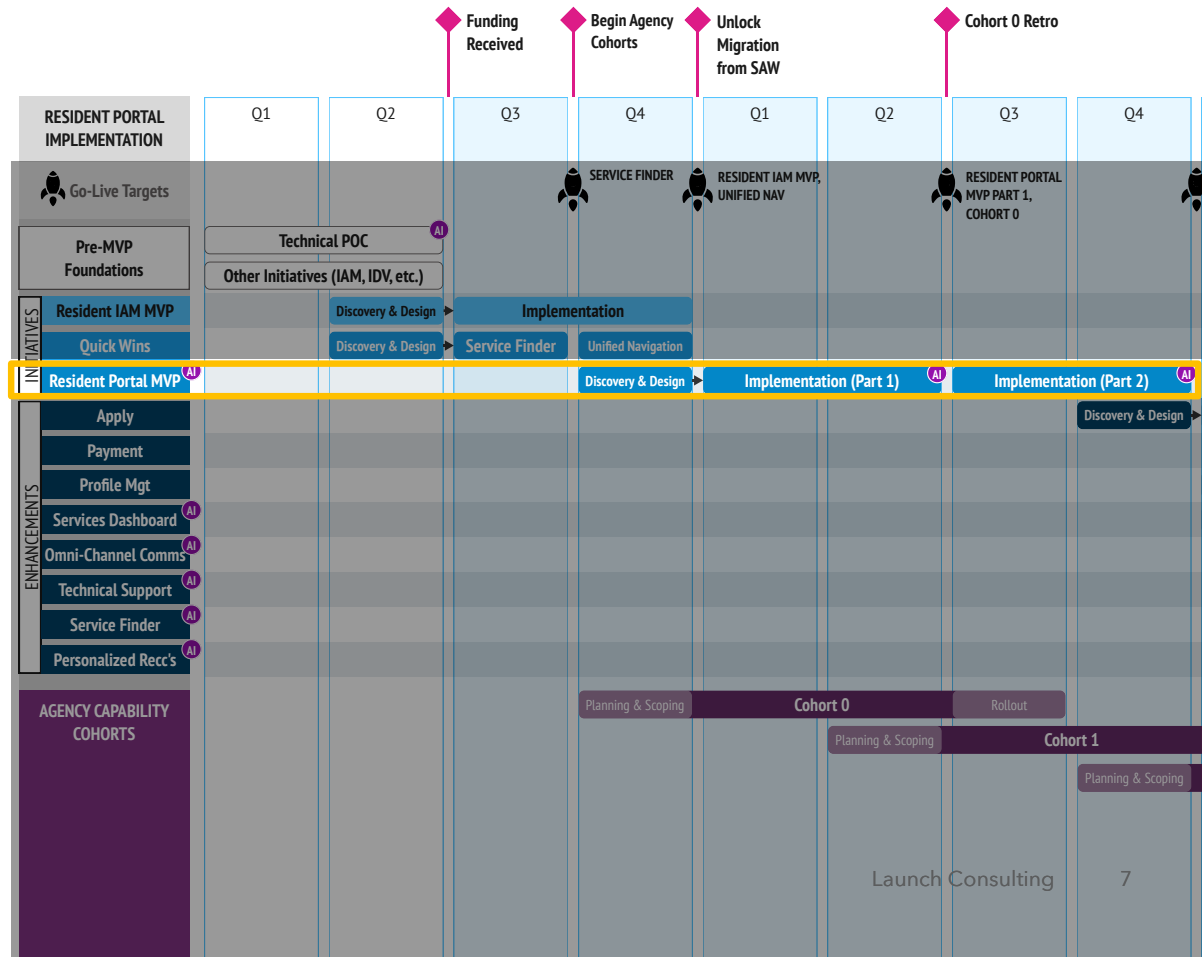 Funding
Received
Begin Agency
Cohorts
Unlock
Migration
from SAW
Cohort 0 Retro
RESIDENT PORTAL
IMPLEMENTATION
Q1
Q2
Q3
Q4
Q1
Q2
Q3
Q4
Go-Live Targets
SERVICE FINDER
RESIDENT IAM MVP,
UNIFIED NAV
RESIDENT PORTAL
MVP PART 1,
COHORT 0
Pre-MVP
Foundations
Technical POC
AI
Other Initiatives (IAM, IDV, etc.)
INITIATIVES
Resident IAM MVP
Discovery & Design
Implementation
Quick Wins
Discovery & Design
Service Finder
Unified Navigation
Resident Portal MVP
AI
Discovery & Design
Implementation (Part 1)
AI
Implementation (Part 2)
AI
ENHANCEMENTS
Apply
Discovery & Design
Payment
Profile Mgt
Services Dashboard
AI
Omni-Channel Comms
AI
Technical Support
AI
Service Finder
AI
Personalized Recc's
AI
AGENCY CAPABILITY
COHORTS
Planning & Scoping
Cohort 0
Rollout
Planning & Scoping
Cohort 1
Planning & Scoping
Launch Consulting
7